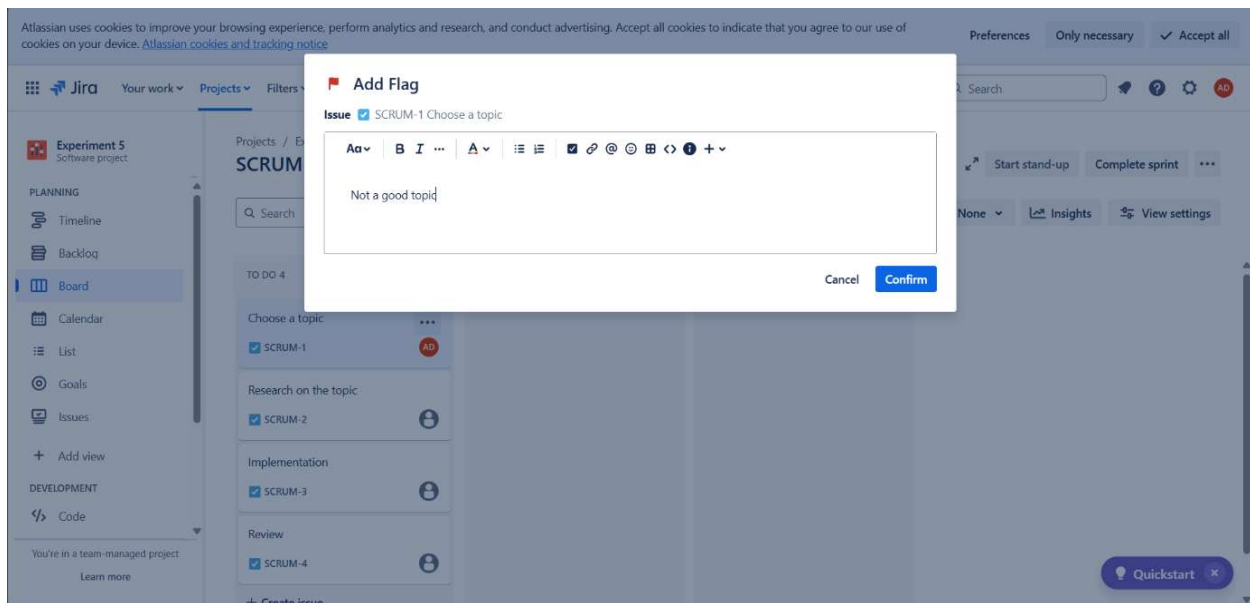 Atlassian uses cookies to improve your browsing experience, perform analytics and research, and conduct advertising. Accept all cookies to indicate that you agree to our use of
cookies on your device. Atlassian cookies and tracking notice
Preferences
Only necessary
Accept all
Jira
Your work
Projects
Filters
Search
AD
Add Flag
Issue SCRUM-1 Choose a topic
Aa
B I ... A
Not a good topic
Cancel
Confirm
Experiment 5
Software project
PLANNING
Timeline
Backlog
Board
Calendar
List
Goals
Issues
+ Add view
DEVELOPMENT
</> Code
You're in a team-managed project
Learn more
Projects /
SCRUM
Search
Start stand-up
Complete sprint
None
Insights
View settings
TO DO 4
Choose a topic
SCRUM-1
AD
Research on the topic
SCRUM-2
Implementation
SCRUM-3
Review
SCRUM-4
+ Create issue
Quickstart